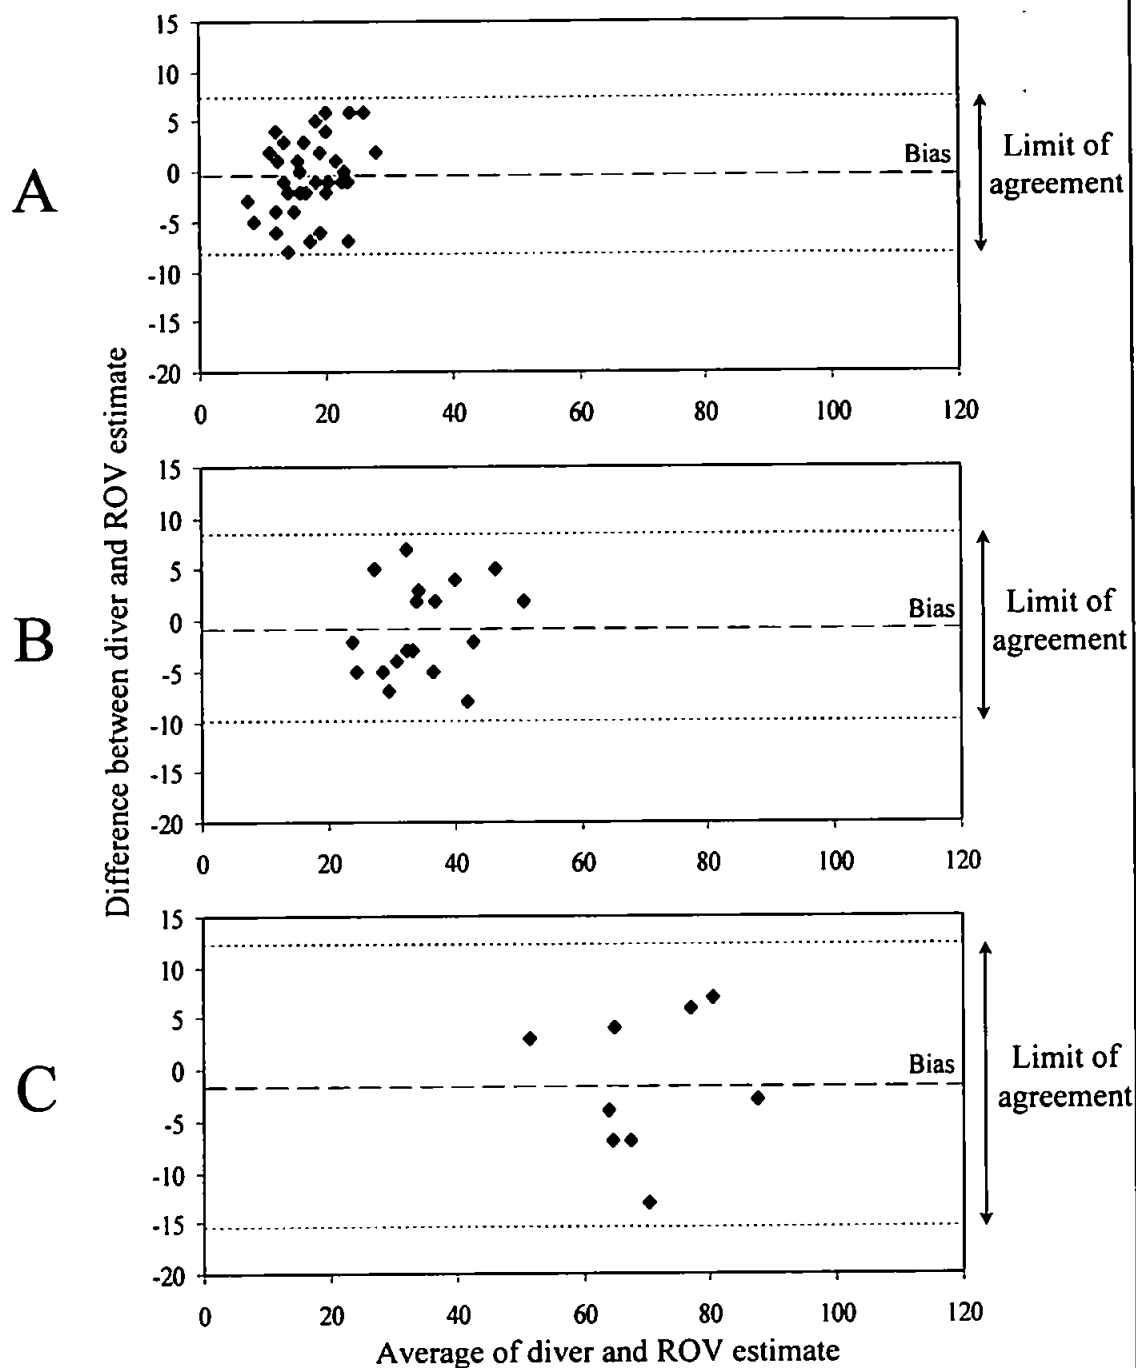 A
15
10
5
0
-5
-10
-15
-20
0 20 40 60 80 100 120
Bias
Limit of
agreement
B
15
10
5
0
-5
-10
-15
-20
0 20 40 60 80 100 120
Bias
Limit of
agreement
C
15
10
5
0
-5
-10
-15
-20
0 20 40 60 80 100 120
Bias
Limit of
agreement
Difference between diver and ROV estimate
Average of diver and ROV estimate